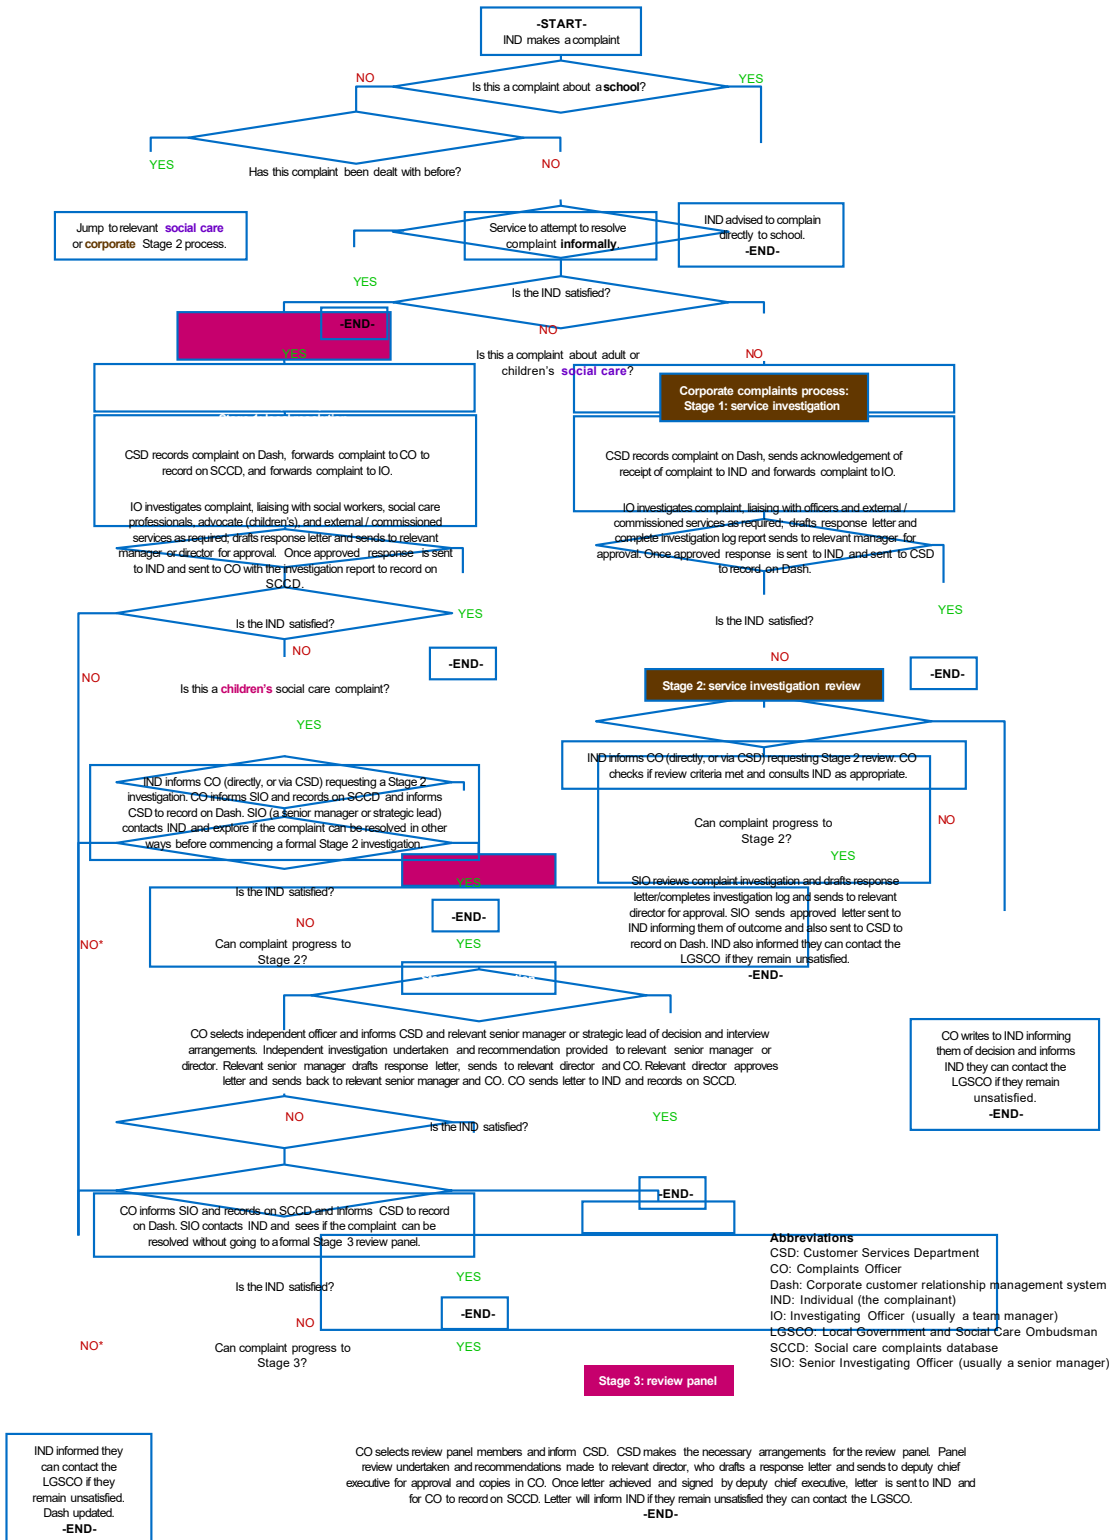 -START-
IND makes a complaint
NO
YES
Is this a complaint about a school?
YES
NO
Has this complaint been dealt with before?
Jump to relevant social care
or corporate Stage 2 process.
Service to attempt to resolve
complaint informally.
IND advised to complain
directly to school.
-END-
YES
Is the IND satisfied?
-END-
NO
YES
Is this a complaint about adult or
children's social care?
NO
Corporate complaints process:
Stage 1: service investigation
CSD records complaint on Dash, forwards complaint to CO to
record on SCCD, and forwards complaint to IO.
CSD records complaint on Dash, sends acknowledgement of
receipt of complaint to IND and forwards complaint to IO.
IO investigates complaint, liaising with social workers, social care
professionals, advocate (children's), and external / commissioned
services as required; drafts response letter and sends to relevant
manager or director for approval. Once approved response is sent
to IND and sent to CO with the investigation report to record on
SCCD.
IO investigates complaint, liaising with officers and external /
commissioned services as required; drafts response letter and
complete investigation log report sends to relevant manager for
approval. Once approved response is sent to IND and sent to CSD
to record on Dash.
YES
Is the IND satisfied?
YES
Is the IND satisfied?
NO
NO
-END-
NO
-END-
Is this a children's social care complaint?
Stage 2: service investigation review
YES
IND informs CO (directly, or via CSD) requesting a Stage 2
investigation. CO informs SIO and records on SCCD and informs
CSD to record on Dash. SIO (a senior manager or strategic lead)
contacts IND and explore if the complaint can be resolved in other
ways before commencing a formal Stage 2 investigation.
IND informs CO (directly, or via CSD) requesting Stage 2 review. CO
checks if review criteria met and consults IND as appropriate.
Can complaint progress to
Stage 2?
NO
YES
YES
Is the IND satisfied?
-END-
NO
NO*
Can complaint progress to
Stage 2?
YES
SIO reviews complaint investigation and drafts response
letter/completes investigation log and sends to relevant
director for approval. SIO sends approved letter sent to
IND informing them of outcome and also sent to CSD to
record on Dash. IND also informed they can contact the
LGSCO if they remain unsatisfied.
-END-
CO selects independent officer and informs CSD and relevant senior manager or strategic lead of decision and interview
arrangements. Independent investigation undertaken and recommendation provided to relevant senior manager or
director. Relevant senior manager drafts response letter, sends to relevant director and CO. Relevant director approves
letter and sends back to relevant senior manager and CO. CO sends letter to IND and records on SCCD.
CO writes to IND informing
them of decision and informs
IND they can contact the
LGSCO if they remain
unsatisfied.
-END-
NO
Is the IND satisfied?
YES
-END-
CO informs SIO and records on SCCD and informs CSD to record
on Dash. SIO contacts IND and sees if the complaint can be
resolved without going to a formal Stage 3 review panel.
Abbreviations
CSD: Customer Services Department
CO: Complaints Officer
Dash: Corporate customer relationship management system
IND: Individual (the complainant)
IO: Investigating Officer (usually a team manager)
LGSCO: Local Government and Social Care Ombudsman
SCCD: Social care complaints database
SIO: Senior Investigating Officer (usually a senior manager)
YES
Is the IND satisfied?
-END-
NO
NO*
Can complaint progress to
Stage 3?
YES
Stage 3: review panel
IND informed they
can contact the
LGSCO if they
remain unsatisfied.
Dash updated.
-END-
CO selects review panel members and inform CSD. CSD makes the necessary arrangements for the review panel. Panel
review undertaken and recommendations made to relevant director, who drafts a response letter and sends to deputy chief
executive for approval and copies in CO. Once letter achieved and signed by deputy chief executive, letter is sent to IND and
for CO to record on SCCD. Letter will inform IND if they remain unsatisfied they can contact the LGSCO.
-END-